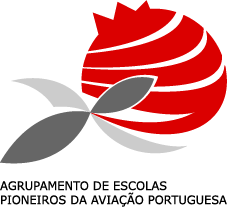 AGRUPAMENTO DE ESCOLAS
PIONEIROS DA AVIAÇÃO PORTUGUESA